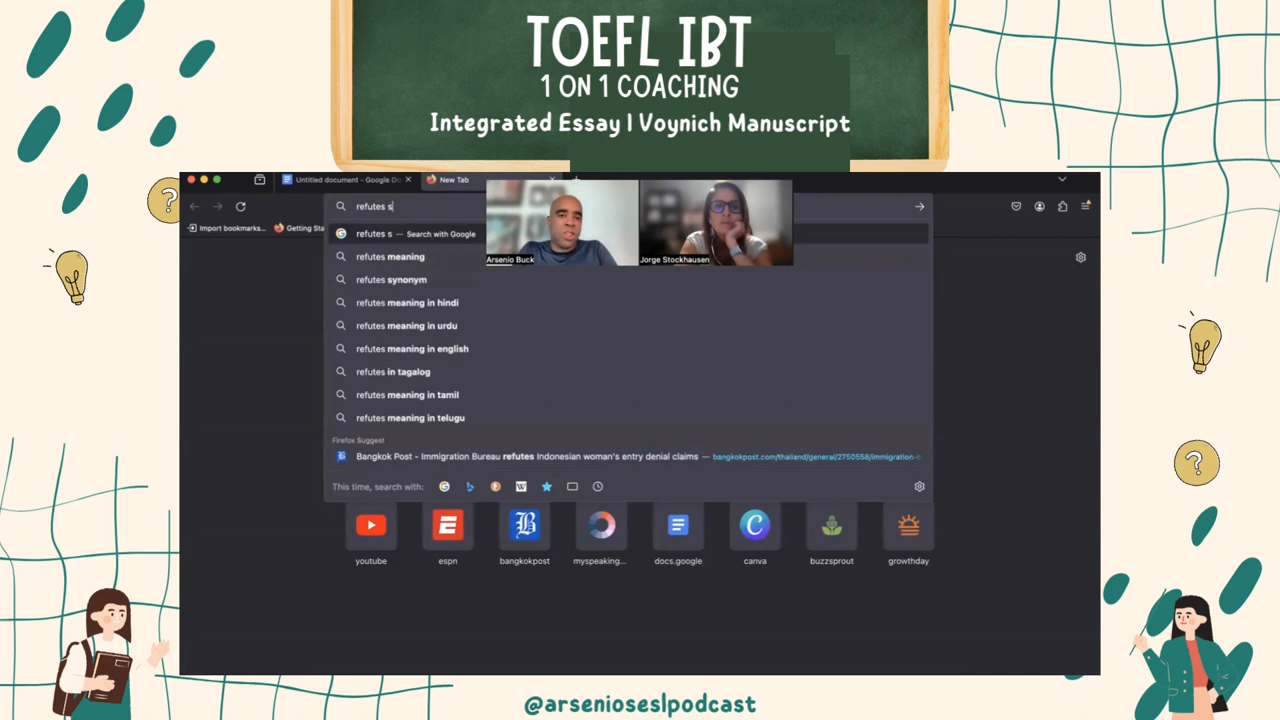 TOEFL IBT
1 ON 1 COACHING
Integrated Essay | Voynich Manuscript
Untitled document - Google Do
New Tab
refutes s
Import bookmarks...
Getting Sta
refutes s — Search with Google
refutes meaning
refutes synonym
refutes meaning in hindi
refutes meaning in urdu
refutes meaning in english
refutes in tagalog
refutes meaning in tamil
refutes meaning in telugu
Arsenio Buck
Jorge Stockhausen
Firefox Suggest
Bangkok Post - Immigration Bureau refutes Indonesian woman's entry denial claims — bangkokpost.com/thailand/general/2750558/immigration-b
This time, search with:
W
youtube
espn
bangkokpost
myspeaking...
docs.google
canva
buzzsprout
growthday
@arsenioseslpodcast